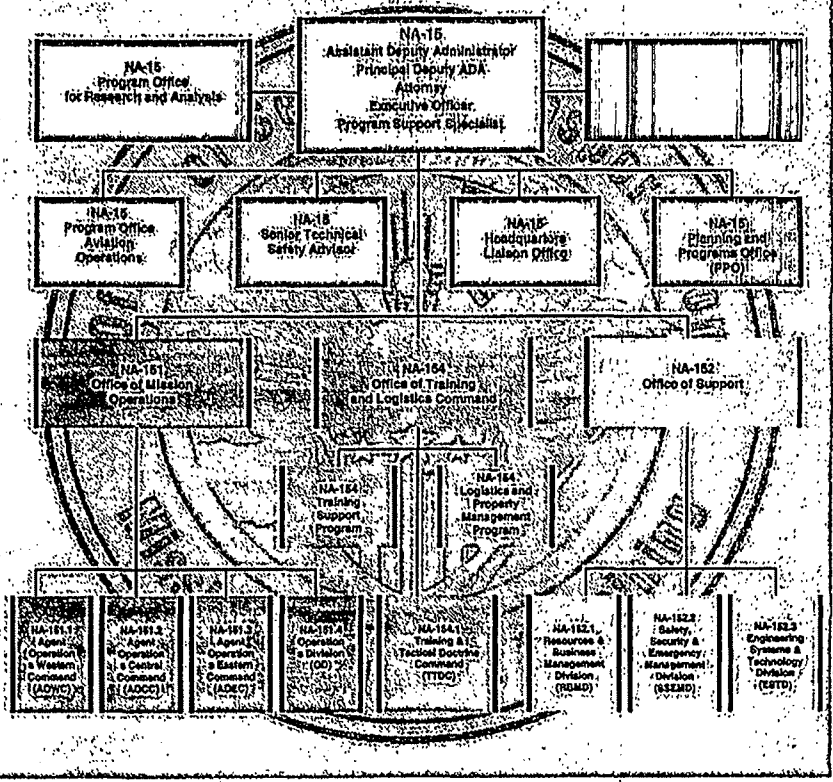 NA-15
Assistant Deputy Administrator
Principal Deputy ADA
Attorney
Executive Officer
Program Support Specialist
NA-15
Program Office
for Research and Analysis
NA-15
Program Office
Aviation
Operations
NA-15
Senior Technical
Safety Advisor
NA-15
Headquarters
Liaison Office
NA-15
Planning and
Programs Office
(PPO)
NA-151
Office of Mission
Operations
NA-154
Office of Training
and Logistics Command
NA-152
Office of Support
NA-154
Training
Support
Program
NA-154
Logistics and
Property
Management
Program
NA-151.1
Agent
Operation
s Western
Command
(AOWC)
NA-151.2
Agent
Operation
s Central
Command
(AOCC)
NA-151.3
Agent
Operation
s Eastern
Command
(AOEC)
NA-151.4
Operation
s Division
(OD)
NA-154.1
Training &
Tactical Doctrine
Command
(TTDC)
NA-152.1
Resources &
Business
Management
Division
(RBMD)
NA-152.2
Safety,
Security &
Emergency
Management
Division
(SSEMD)
NA-152.3
Engineering
Systems &
Technology
Division
(ESTD)